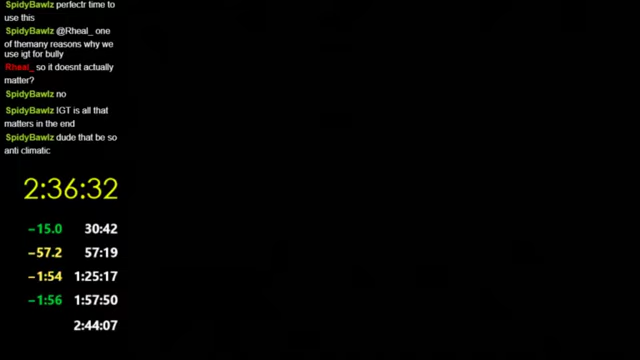 SpidyBawlz perfectr time to
use this
SpidyBawlz @Rheal_ one
of themany reasons why we
use igt for bully
Rheal_ so it doesnt actually
matter?
SpidyBawlz no
SpidyBawlz IGT is all that
matters in the end
SpidyBawlz dude that be so
anti climatic
2:36:32
−15.0 30:42
−57.2 57:19
−1:54 1:25:17
−1:56 1:57:50
2:44:07